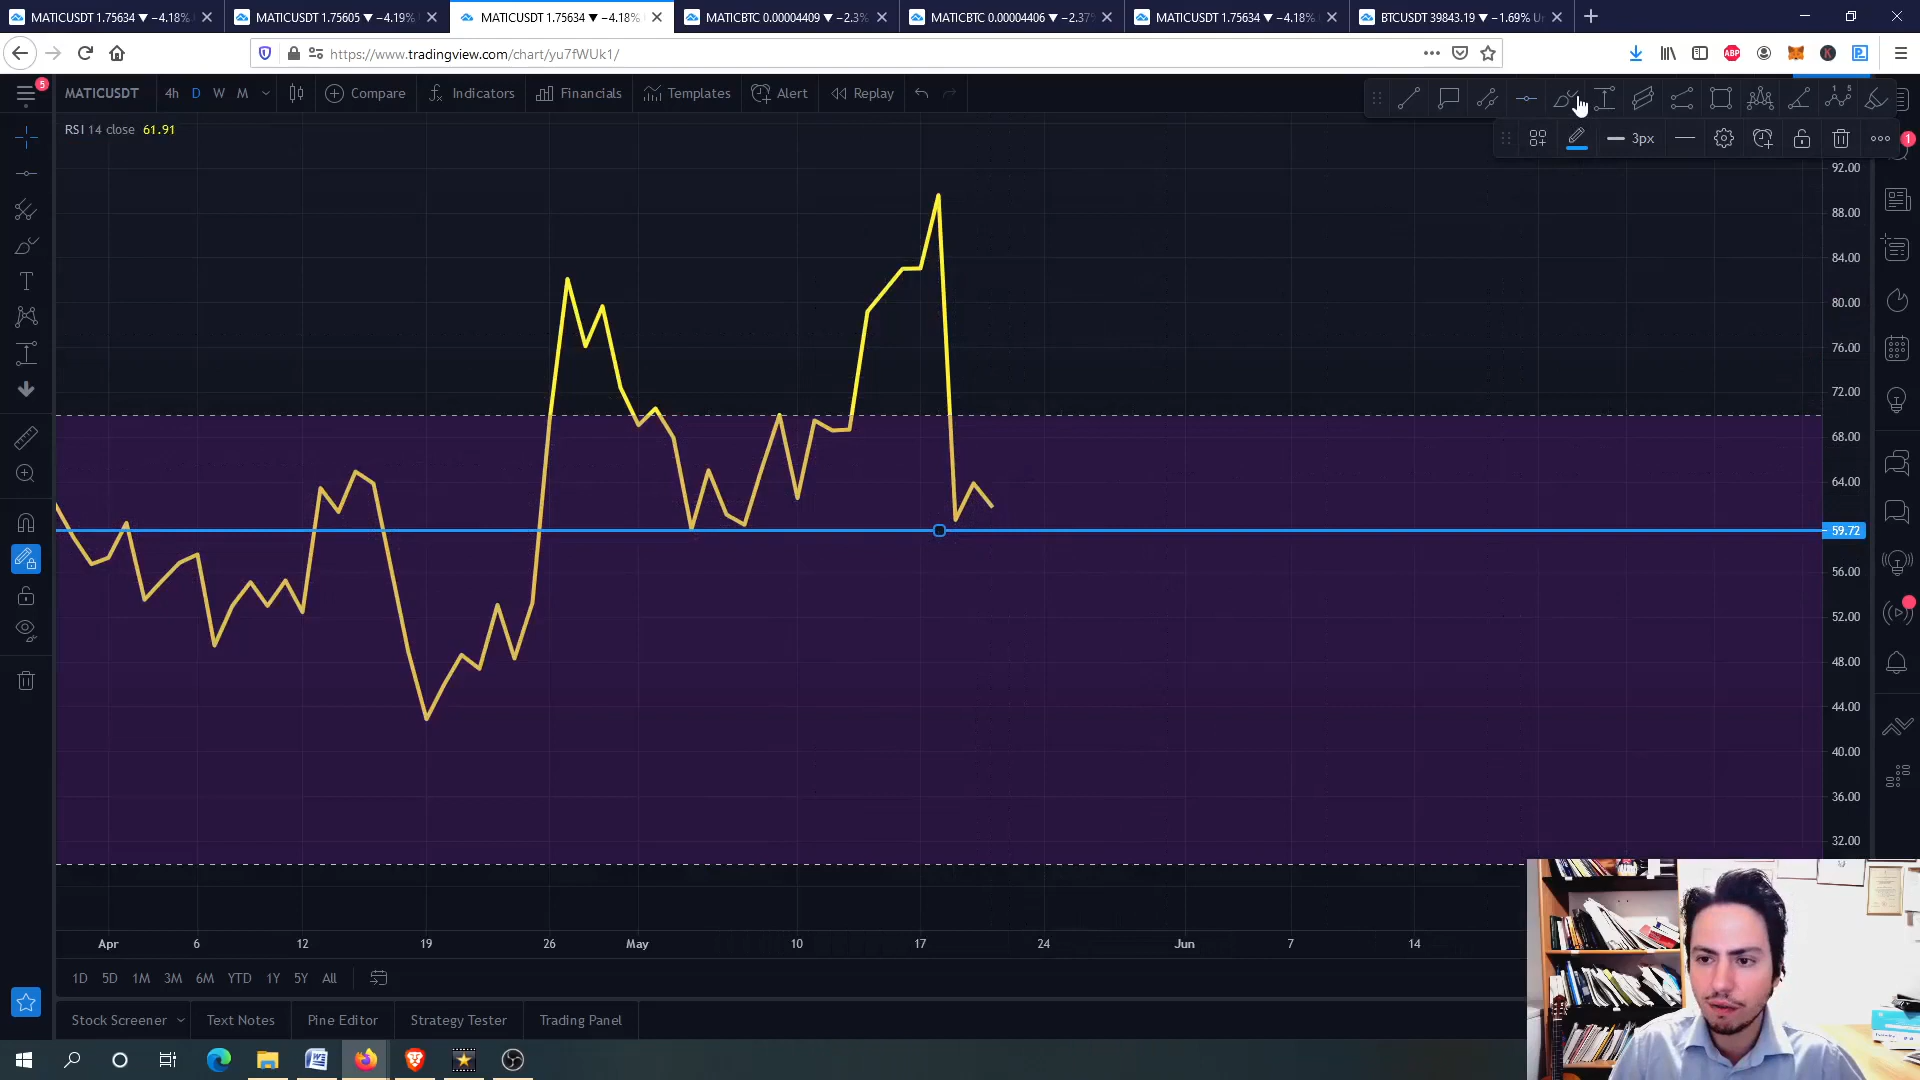 MATICUSDT 1.75634 ▼ −4.18%
MATICUSDT 1.75605 ▼ −4.19%
MATICUSDT 1.75634 ▼ −4.18%
MATICBTC 0.00004409 ▼ −2.3%
MATICBTC 0.00004406 ▼ −2.37
MATICUSDT 1.75634 ▼ −4.18%
BTCUSDT 39843.19 ▼ −1.69% U
https://www.tradingview.com/chart/yu7fWUk1/
ABP
5
MATICUSDT 4h D W M Compare Indicators Financials Templates Alert Replay
3px
1
RSI 14 close 61.91
92.00
88.00
84.00
80.00
76.00
72.00
68.00
64.00
59.72
56.00
52.00
48.00
44.00
40.00
36.00
32.00
Apr 6 12 19 26 May 10 17 24 Jun 7 14
1D 5D 1M 3M 6M YTD 1Y 5Y All
Stock Screener Text Notes Pine Editor Strategy Tester Trading Panel